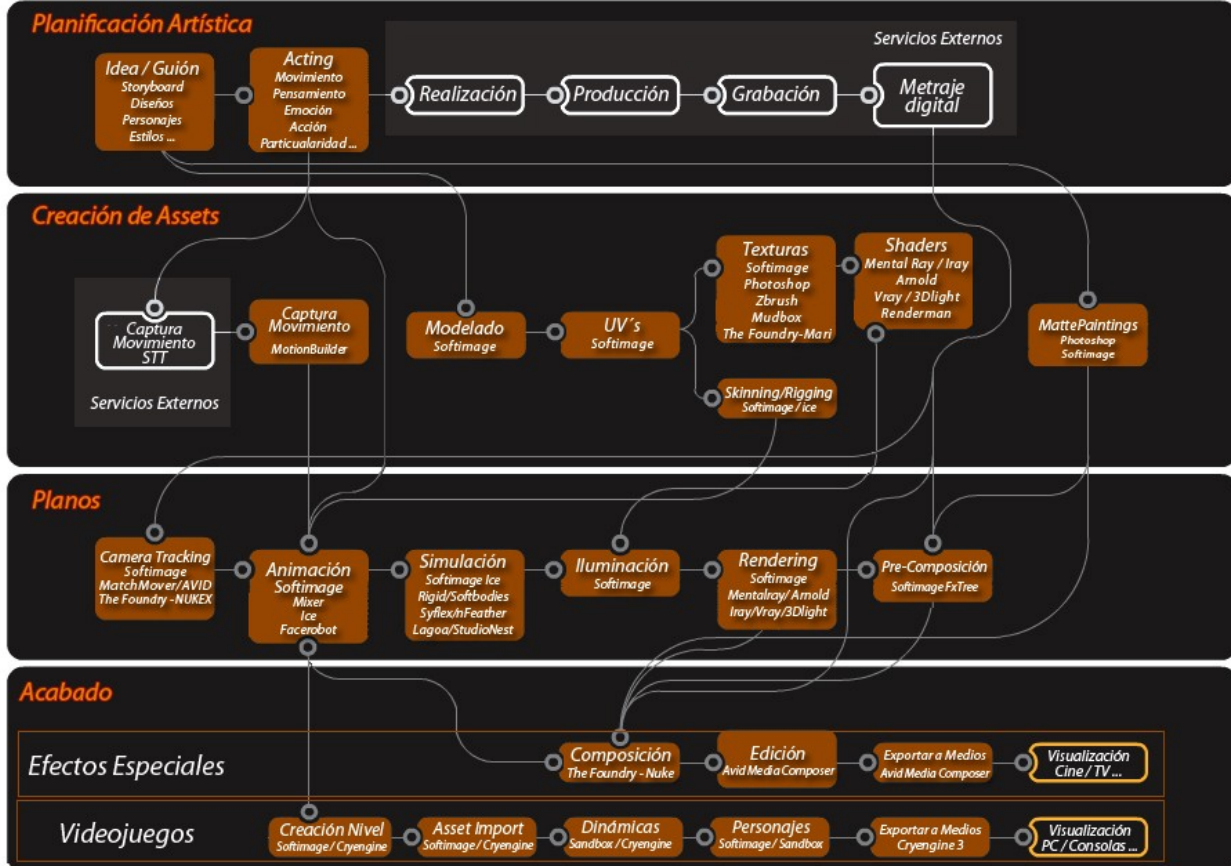 Planificación Artística
Servicios Externos
Idea / Guión
Storyboard
Diseños
Personajes
Estilos ...
Acting
Movimiento
Pensamiento
Emoción
Acción
Particualaridad ...
Realización
Producción
Grabación
Metraje
digital
Creación de Assets
Captura
Movimiento
STT
Servicios Externos
Captura
Movimiento
MotionBuilder
Modelado
Softimage
UV´s
Softimage
Texturas
Softimage
Photoshop
Zbrush
Mudbox
The Foundry-Mari
Shaders
Mental Ray / Iray
Arnold
Vray / 3Dlight
Renderman
Skinning/Rigging
Softimage / ice
MattePaintings
Photoshop
Softimage
Planos
Camera Tracking
Softimage
MatchMover/AVID
The Foundry -NUKEX
Animación
Softimage
Mixer
Ice
Facerobot
Simulación
Softimage Ice
Rigid/Softbodies
Syflex/nFeather
Lagoa/StudioNest
Iluminación
Softimage
Rendering
Softimage
Mentalray/ Arnold
Iray/Vray/3Dlight
Pre-Composición
Softimage FxTree
Acabado
Efectos Especiales
Composición
The Foundry - Nuke
Edición
Avid Media Composer
Exportar a Medios
Avid Media Composer
Visualización
Cine / TV ...
Videojuegos
Creación Nivel
Softimage / Cryengine
Asset Import
Softimage / Cryengine
Dinámicas
Sandbox / Cryengine
Personajes
Softimage / Sandbox
Exportar a Medios
Cryengine 3
Visualización
PC / Consolas ...